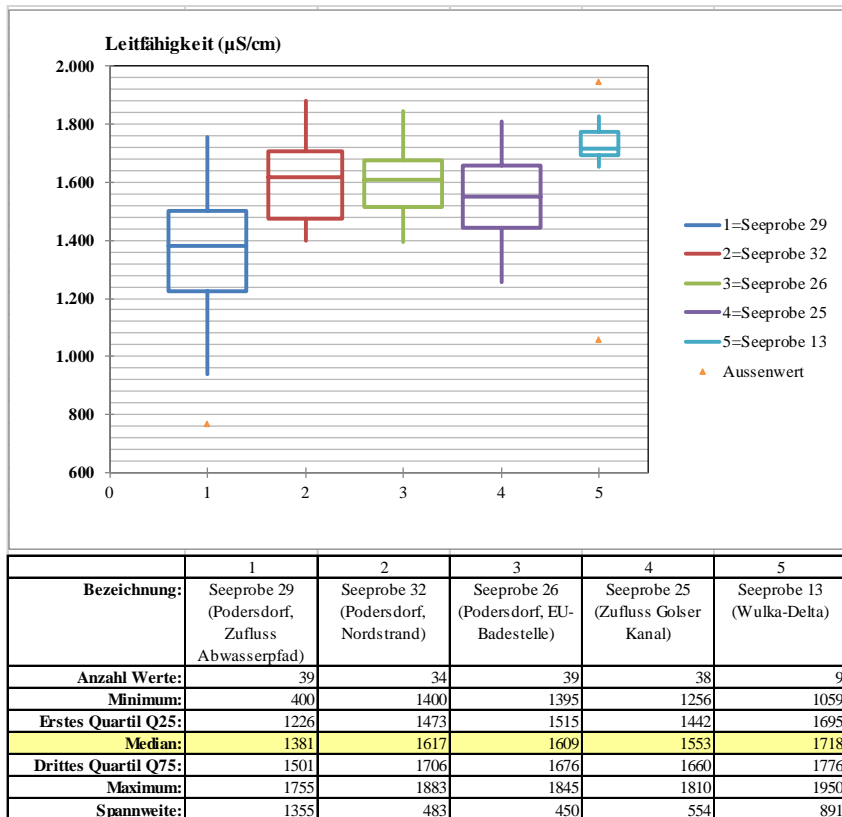 Leitfähigkeit (µS/cm)
2.000
1.800
1.600
1.400
1.200
1.000
800
600
0 1 2 3 4 5
1=Seeprobe 29
2=Seeprobe 32
3=Seeprobe 26
4=Seeprobe 25
5=Seeprobe 13
Aussenwert
1 2 3 4 5
Bezeichnung: Seeprobe 29 Seeprobe 32 Seeprobe 26 Seeprobe 25 Seeprobe 13
(Podersdorf, (Podersdorf, (Podersdorf, EU- (Zufluss Golser (Wulka-Delta)
Zufluss Nordstrand) Badestelle) Kanal)
Abwasserpfad)
Anzahl Werte: 39 34 39 38 9
Minimum: 400 1400 1395 1256 1059
Erstes Quartil Q25: 1226 1473 1515 1442 1695
Median: 1381 1617 1609 1553 1718
Drittes Quartil Q75: 1501 1706 1676 1660 1776
Maximum: 1755 1883 1845 1810 1950
Spannweite: 1355 483 450 554 891